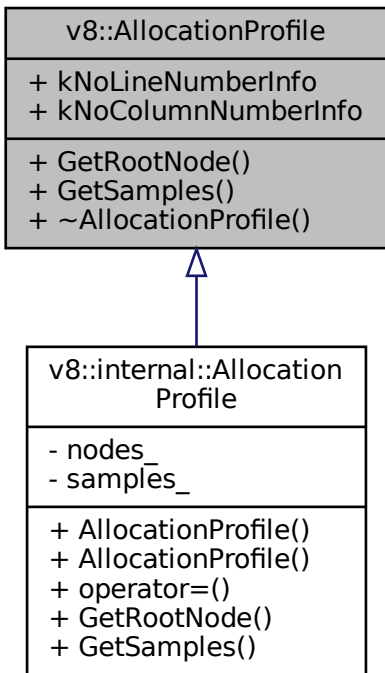 v8::AllocationProfile
+ kNoLineNumberInfo
+ kNoColumnNumberInfo
+ GetRootNode()
+ GetSamples()
+ ~AllocationProfile()
v8::internal::Allocation
Profile
- nodes_
- samples_
+ AllocationProfile()
+ AllocationProfile()
+ operator=()
+ GetRootNode()
+ GetSamples()